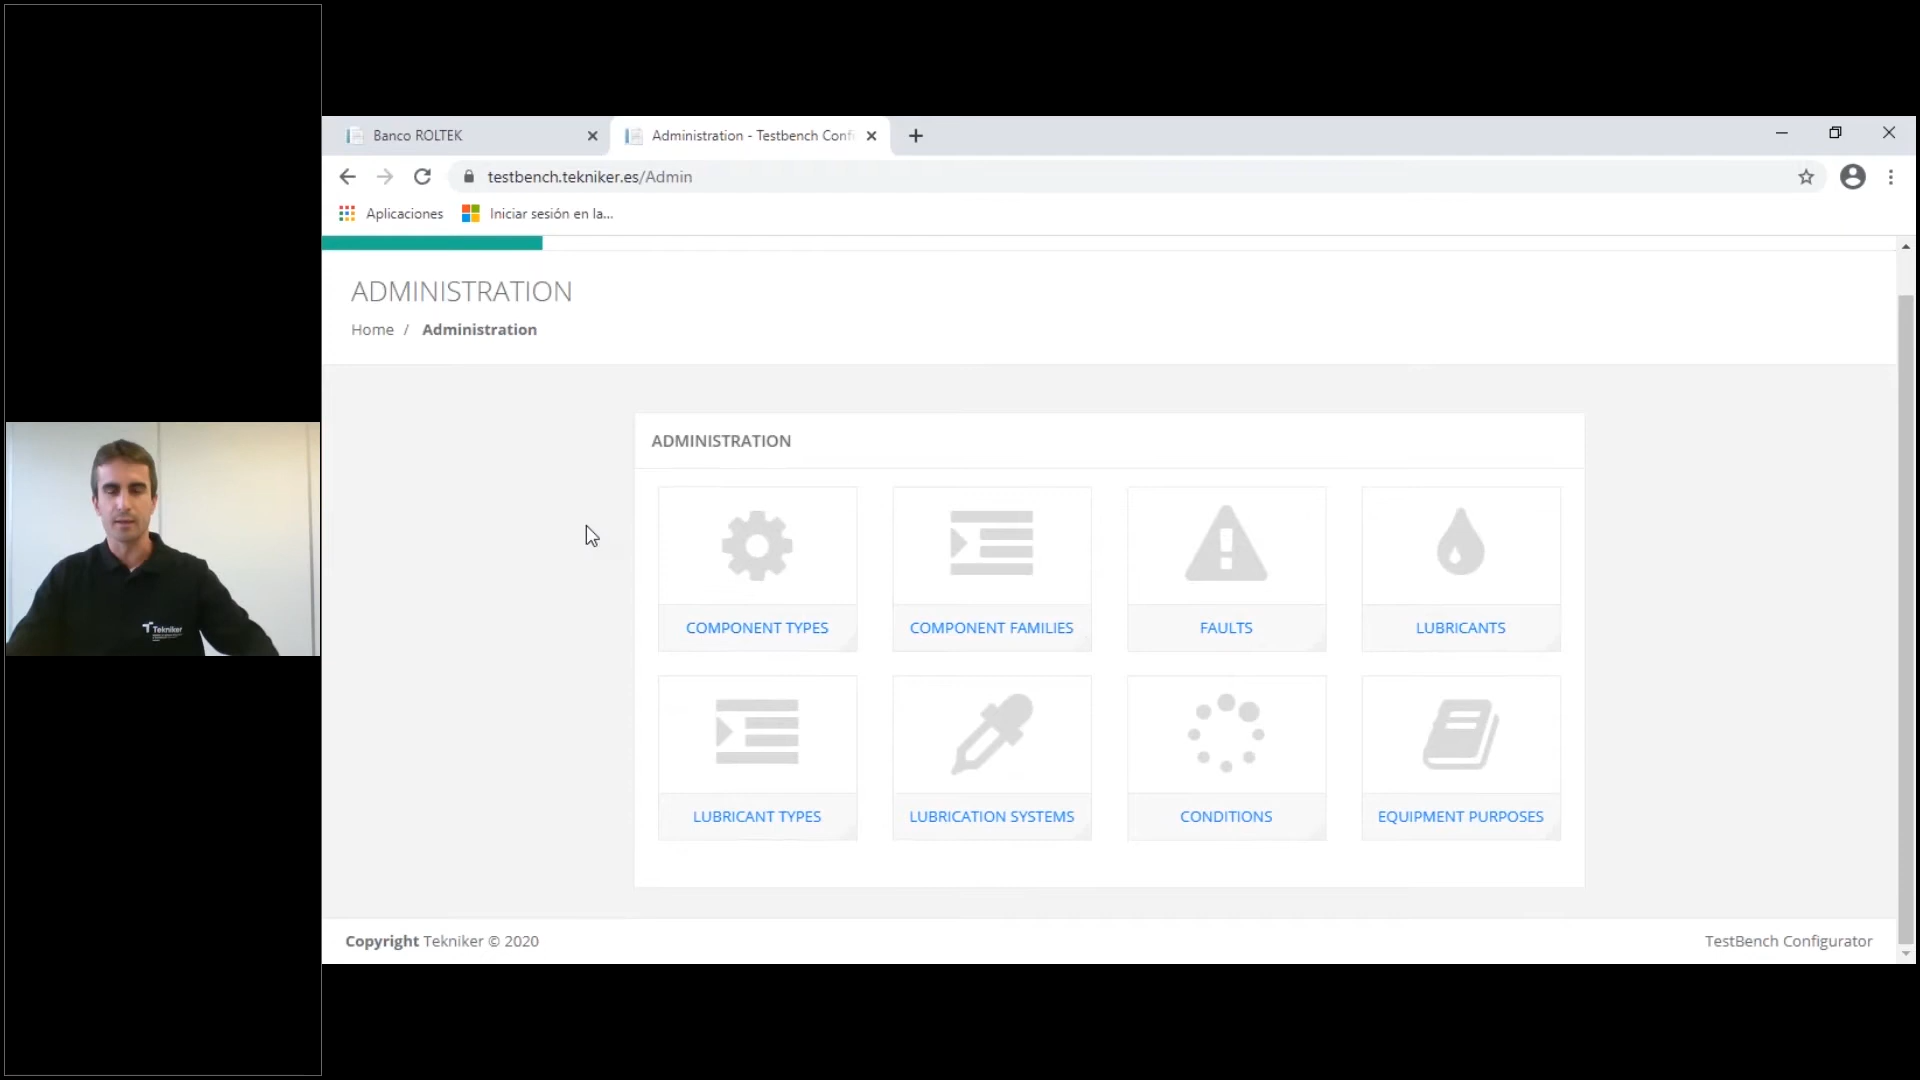 Banco ROLTEK
Administration - Testbench Conf
testbench.tekniker.es/Admin
Aplicaciones
Iniciar sesión en la...
ADMINISTRATION
Home / Administration
ADMINISTRATION
COMPONENT TYPES
COMPONENT FAMILIES
FAULTS
LUBRICANTS
LUBRICANT TYPES
LUBRICATION SYSTEMS
CONDITIONS
EQUIPMENT PURPOSES
Tekniker
Copyright Tekniker © 2020
TestBench Configurator